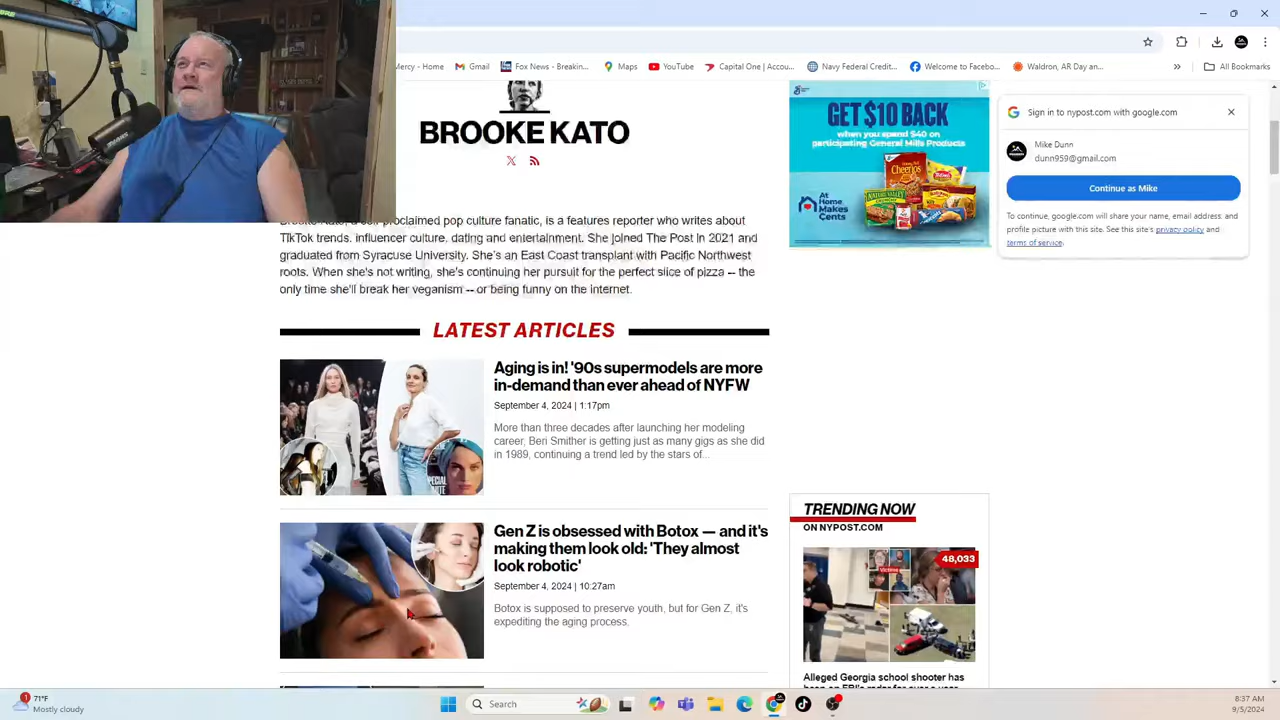 Mercy - Home
Gmail
Fox News - Breakin...
Maps
YouTube
Capital One | Accou...
Navy Federal Credit...
Welcome to Facebo...
Waldron, AR Day an...
»
All Bookmarks
BROOKE KATO
Brooke Kato, a self-proclaimed pop culture fanatic, is a features reporter who writes about
TikTok trends, influencer culture, dating and entertainment. She joined The Post in 2021 and
graduated from Syracuse University. She's an East Coast transplant with Pacific Northwest
roots. When she's not writing, she's continuing her pursuit for the perfect slice of pizza -- the
only time she'll break her veganism -- or being funny on the internet.
LATEST ARTICLES
Aging is in! '90s supermodels are more
in-demand than ever ahead of NYFW
September 4, 2024 | 1:17pm
More than three decades after launching her modeling
career, Beri Smither is getting just as many gigs as she did
in 1989, continuing a trend led by the stars of...
Gen Z is obsessed with Botox — and it's
making them look old: 'They almost
look robotic'
September 4, 2024 | 10:27am
Botox is supposed to preserve youth, but for Gen Z, it's
expediting the aging process.
GET $10 BACK
when you spend $40 on
participating General Mills Products
Cheerios
NATURE VALLEY
At
Home
Makes
Cents
Sign in to nypost.com with google.com
Mike Dunn
dunn959@gmail.com
Continue as Mike
To continue, google.com will share your name, email address, and
profile picture with this site. See this site's privacy policy and
terms of service.
TRENDING NOW
ON NYPOST.COM
48,033
Victims
Alleged Georgia school shooter has
1
71°F
Mostly cloudy
Search
8:37 AM
9/5/2024